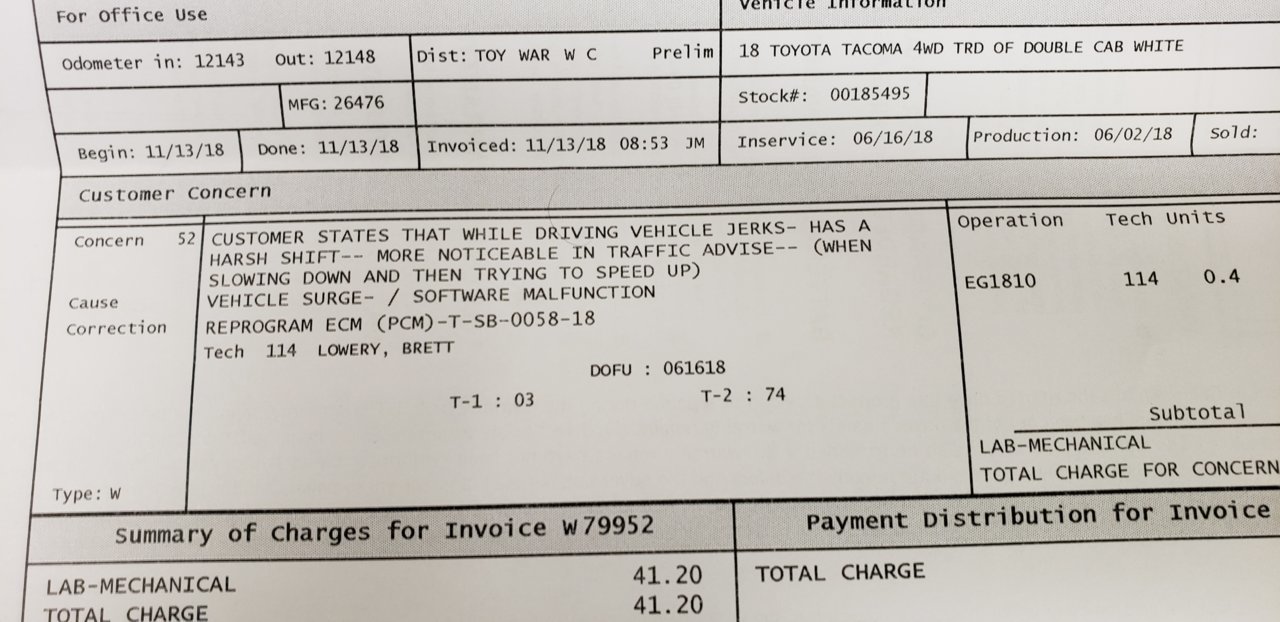 For Office Use
Vehicle Information
Odometer in: 12143 Out: 12148
Dist: TOY WAR W C Prelim
18 TOYOTA TACOMA 4WD TRD OF DOUBLE CAB WHITE
MFG: 26476
Stock#: 00185495
Begin: 11/13/18
Done: 11/13/18
Invoiced: 11/13/18 08:53 JM
Inservice: 06/16/18
Production: 06/02/18
Sold:
Customer Concern
Concern 52
CUSTOMER STATES THAT WHILE DRIVING VEHICLE JERKS- HAS A
HARSH SHIFT-- MORE NOTICEABLE IN TRAFFIC ADVISE-- (WHEN
SLOWING DOWN AND THEN TRYING TO SPEED UP)
Cause
VEHICLE SURGE- / SOFTWARE MALFUNCTION
Correction
REPROGRAM ECM (PCM)-T-SB-0058-18
Tech 114 LOWERY, BRETT
DOFU : 061618
T-1 : 03 T-2 : 74
Type: W
Operation Tech Units
EG1810 114 0.4
Subtotal
LAB-MECHANICAL
TOTAL CHARGE FOR CONCERN
Summary of Charges for Invoice W79952
Payment Distribution for Invoice
LAB-MECHANICAL 41.20
TOTAL CHARGE 41.20
TOTAL CHARGE